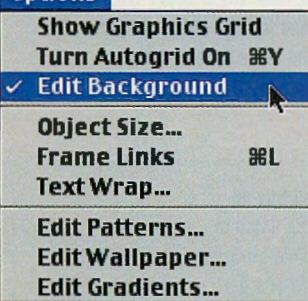 Show Graphics Grid
Turn Autogrid On ⌘Y
✓ Edit Background
Object Size...
Frame Links ⌘L
Text Wrap...
Edit Patterns...
Edit Wallpaper...
Edit Gradients...